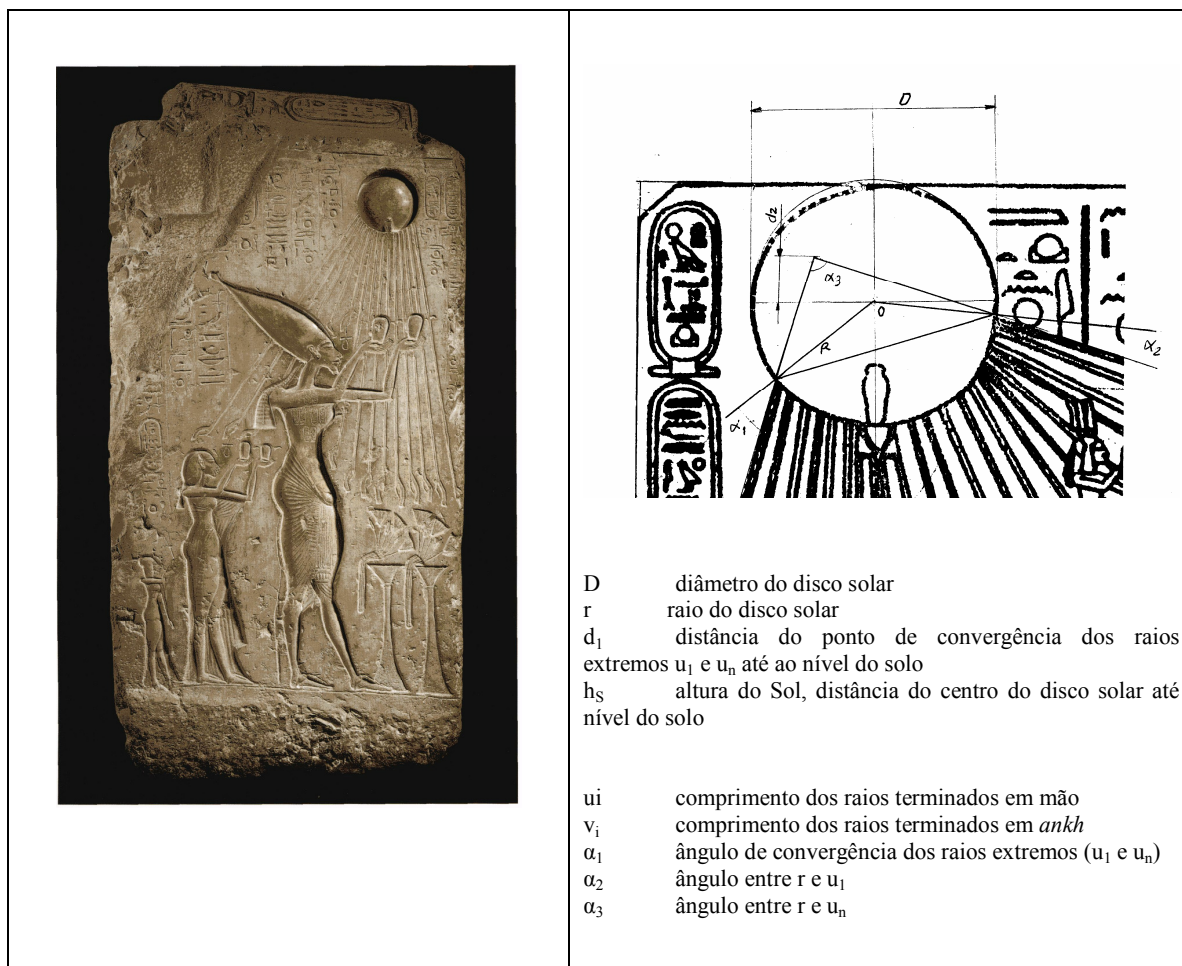 D
d₂
α₃
O
R
α₂
α₁
D diâmetro do disco solar
r raio do disco solar
d₁ distância do ponto de convergência dos raios
extremos u₁ e uₙ até ao nível do solo
hS altura do Sol, distância do centro do disco solar até
nível do solo
ui comprimento dos raios terminados em mão
vᵢ comprimento dos raios terminados em ankh
α₁ ângulo de convergência dos raios extremos (u₁ e uₙ)
α₂ ângulo entre r e u₁
α₃ ângulo entre r e uₙ